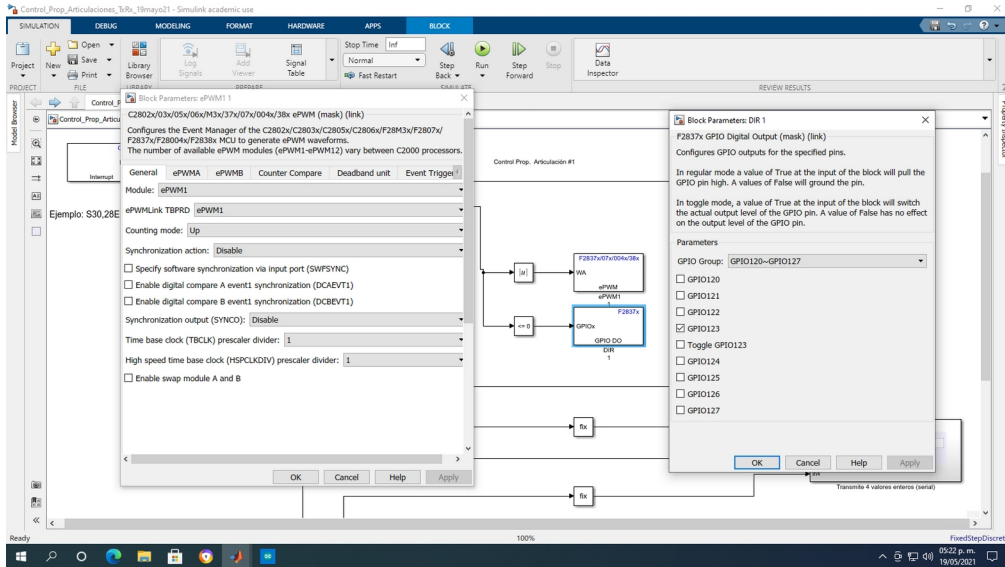 Control_Prop_Articulaciones_TxRx_19mayo21 - Simulink academic use
SIMULATION DEBUG MODELING FORMAT HARDWARE APPS BLOCK
Project New Open Save Print Library Browser Log Signals Add Viewer Signal Table Stop Time Inf Normal Fast Restart Step Back Run Step Forward Stop Data Inspector
PROJECT FILE LIBRARY PREPARE SIMULATE REVIEW RESULTS
Model Browser
Control_P
Control_Prop_Articu
Interrupt
Ejemplo: S30,28E
Block Parameters: ePWM1 1
C2802x/03x/05x/06x/M3x/37x/07x/004x/38x ePWM (mask) (link)
Configures the Event Manager of the C2802x/C2803x/C2805x/C2806x/F28M3x/F2807x/
F2837x/F28004x/F2838x MCU to generate ePWM waveforms.
The number of available ePWM modules (ePWM1-ePWM12) vary between C2000 processors.
General ePWMA ePWMB Counter Compare Deadband unit Event Trigger
Module: ePWM1
ePWMLink TBPRD ePWM1
Counting mode: Up
Synchronization action: Disable
Specify software synchronization via input port (SWFSYNC)
Enable digital compare A event1 synchronization (DCAEVT1)
Enable digital compare B event1 synchronization (DCBEVT1)
Synchronization output (SYNCO): Disable
Time base clock (TBCLK) prescaler divider: 1
High speed time base clock (HSPCLKDIV) prescaler divider: 1
Enable swap module A and B
OK Cancel Help Apply
Control Prop. Articulación #1
|u|
F2837x/07x/004x/38x
WA
ePWM
ePWM1
1
<= 0
F2837x
GPIOx
GPIO DO
DIR
1
fix
fix
Block Parameters: DIR 1
F2837x GPIO Digital Output (mask) (link)
Configures GPIO outputs for the specified pins.
In regular mode a value of True at the input of the block will pull the
GPIO pin high. A values of False will ground the pin.
In toggle mode, a value of True at the input of the block will switch
the actual output level of the GPIO pin. A value of False has no effect
on the output level of the GPIO pin.
Parameters
GPIO Group: GPIO120~GPIO127
GPIO120
GPIO121
GPIO122
GPIO123
Toggle GPIO123
GPIO124
GPIO125
GPIO126
GPIO127
OK Cancel Help Apply
Transmite 4 valores enteros (serial)
Ready 100% FixedStepDiscret
05:22 p. m.
19/05/2021